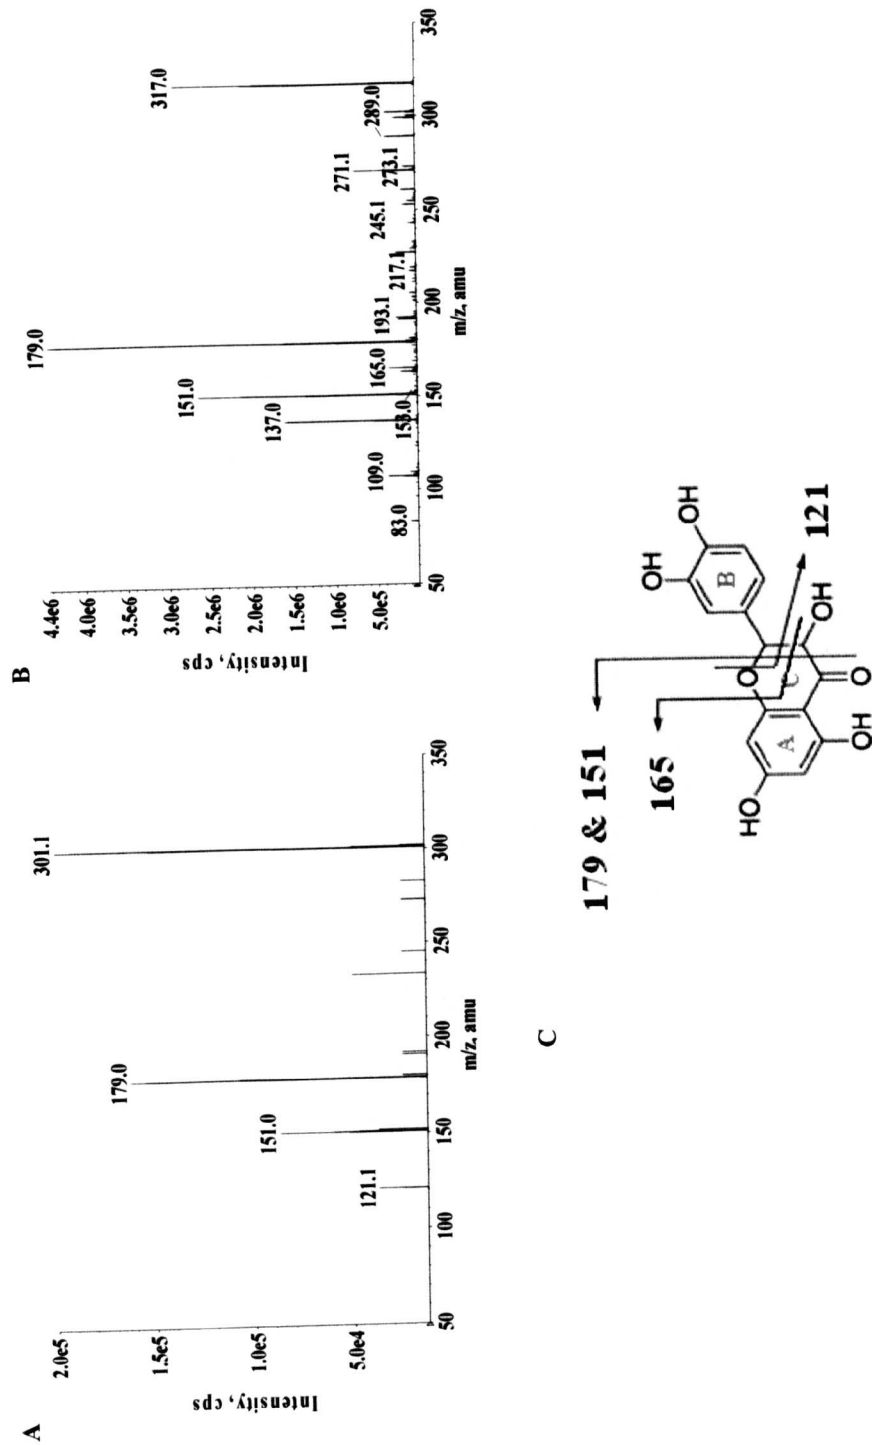 A
Intensity, cps
2.0e5
1.5e5
1.0e5
5.0e4
121.1
151.0
179.0
301.1
50
100
150
200
250
300
350
m/z, amu
B
Intensity, cps
4.4e6
4.0e6
3.5e6
3.0e6
2.5e6
2.0e6
1.5e6
1.0e6
5.0e5
83.0
109.0
137.0
151.0
153.0
165.0
179.0
193.1
217.1
245.1
271.1
273.1
289.0
317.0
50
100
150
200
250
300
350
m/z, amu
C
179 & 151
165
121
HO
OH
O
O
OH
OH
OH
A
C
B